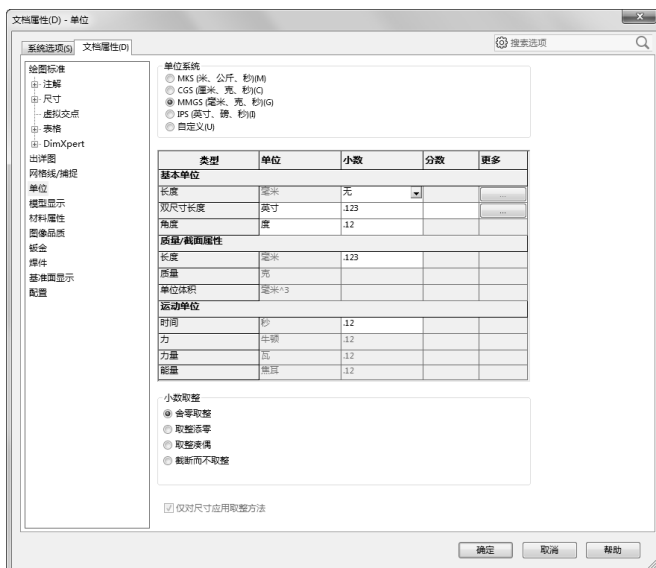 文档属性(D) - 单位
系统选项(S) 文档属性(D) 搜索选项
绘图标准
注解
尺寸
虚拟交点
表格
DimXpert
出详图
网格线/捕捉
单位
模型显示
材料属性
图像品质
钣金
焊件
基准面显示
配置
单位系统
MKS (米、公斤、秒)(M)
CGS (厘米、克、秒)(C)
MMGS (毫米、克、秒)(G)
IPS (英寸、磅、秒)(I)
自定义(U)
类型 单位 小数 分数 更多
基本单位
长度 毫米 无 ...
双尺寸长度 英寸 .123 ...
角度 度 .12
质量/截面属性
长度 毫米 .123
质量 克
单位体积 毫米^3
运动单位
时间 秒 .12
力 牛顿 .12
力量 瓦 .12
能量 焦耳 .12
小数取整
舍零取整
取整添零
取整凑偶
截断而不取整
仅对尺寸应用取整方法
确定 取消 帮助